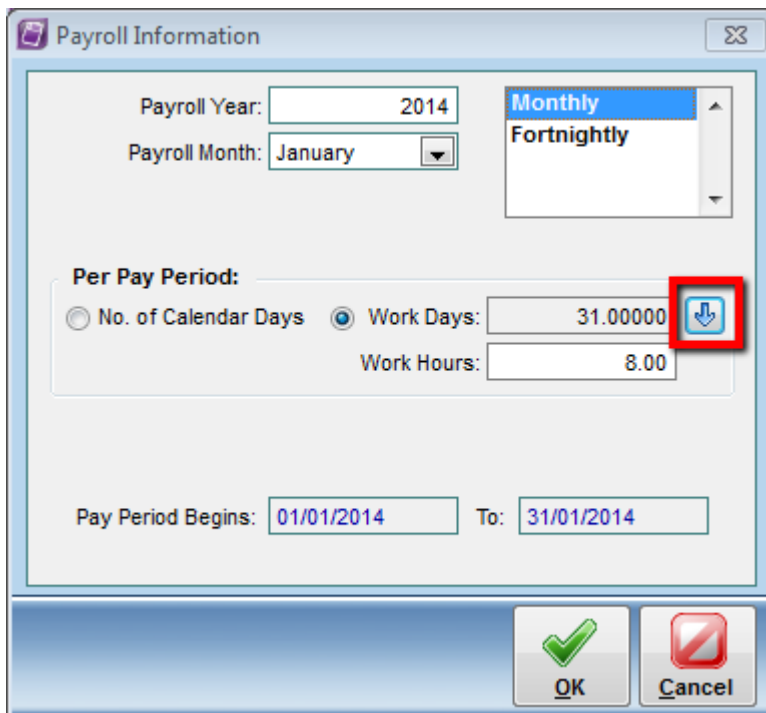 Payroll Information
Payroll Year: 2014
Monthly
Payroll Month: January
Fortnightly
Per Pay Period:
No. of Calendar Days Work Days: 31.00000
Work Hours: 8.00
Pay Period Begins: 01/01/2014 To: 31/01/2014
OK Cancel